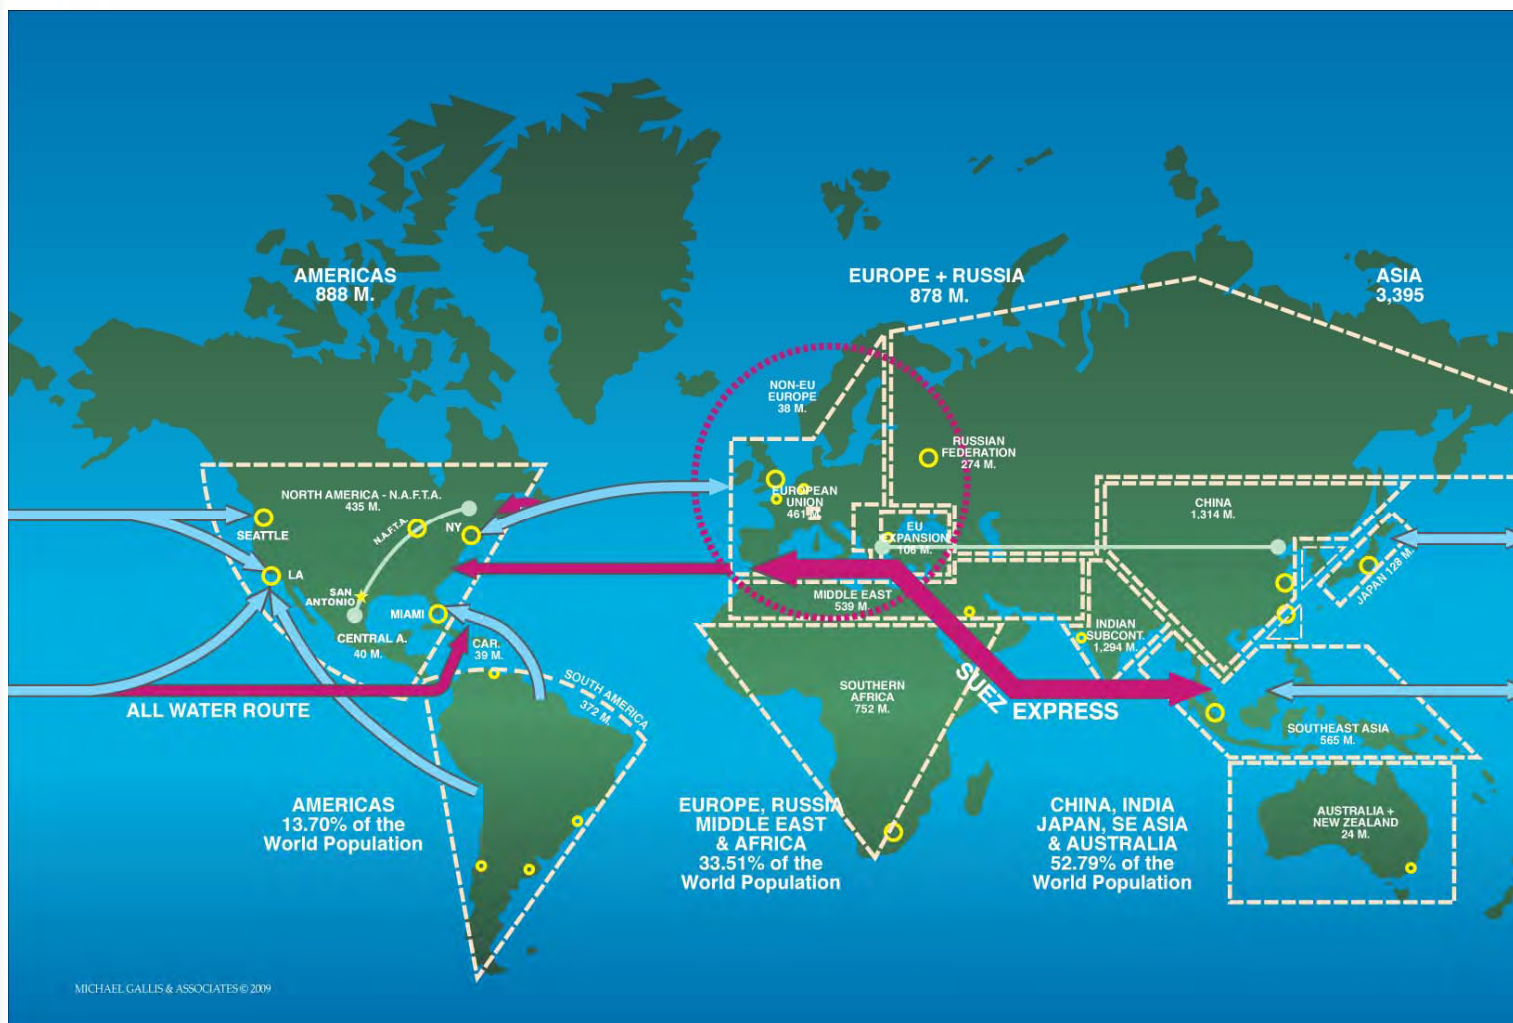 AMERICAS
888 M.
EUROPE + RUSSIA
878 M.
ASIA
3,395
NON-EU
EUROPE
38 M.
RUSSIAN
FEDERATION
274 M.
NORTH AMERICA - N.A.F.T.A.
435 M.
N.A.F.T.A.
NY
SEATTLE
LA
SAN
ANTONIO
MIAMI
CENTRAL A.
40 M.
CAR.
39 M.
EUROPEAN
UNION
461 M.
EU
EXPANSION
106 M.
CHINA
1.314 M.
JAPAN 128 M.
MIDDLE EAST
539 M.
INDIAN
SUBCONT.
1,294 M.
SOUTH AMERICA
372 M.
SOUTHERN
AFRICA
752 M.
ALL WATER ROUTE
SUEZ
EXPRESS
SOUTHEAST ASIA
565 M.
AUSTRALIA +
NEW ZEALAND
24 M.
AMERICAS
13.70% of the
World Population
EUROPE, RUSSIA
MIDDLE EAST
& AFRICA
33.51% of the
World Population
CHINA, INDIA
JAPAN, SE ASIA
& AUSTRALIA
52.79% of the
World Population
MICHAEL GALLIS & ASSOCIATES © 2009